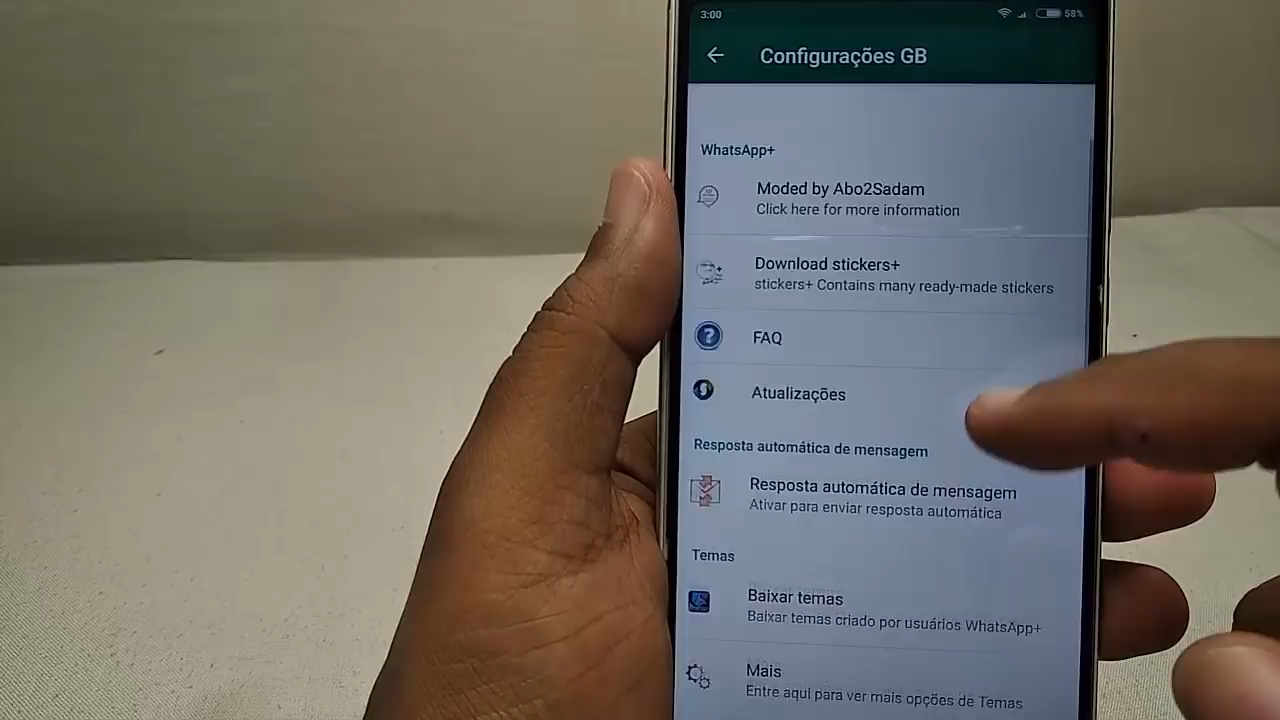 3:00
58%
Configurações GB
WhatsApp+
Moded by Abo2Sadam
Click here for more information
Download stickers+
stickers+ Contains many ready-made stickers
FAQ
Atualizações
Resposta automática de mensagem
Resposta automática de mensagem
Ativar para enviar resposta automática
Temas
Baixar temas
Baixar temas criado por usuários WhatsApp+
Mais
Entre aqui para ver mais opções de Temas